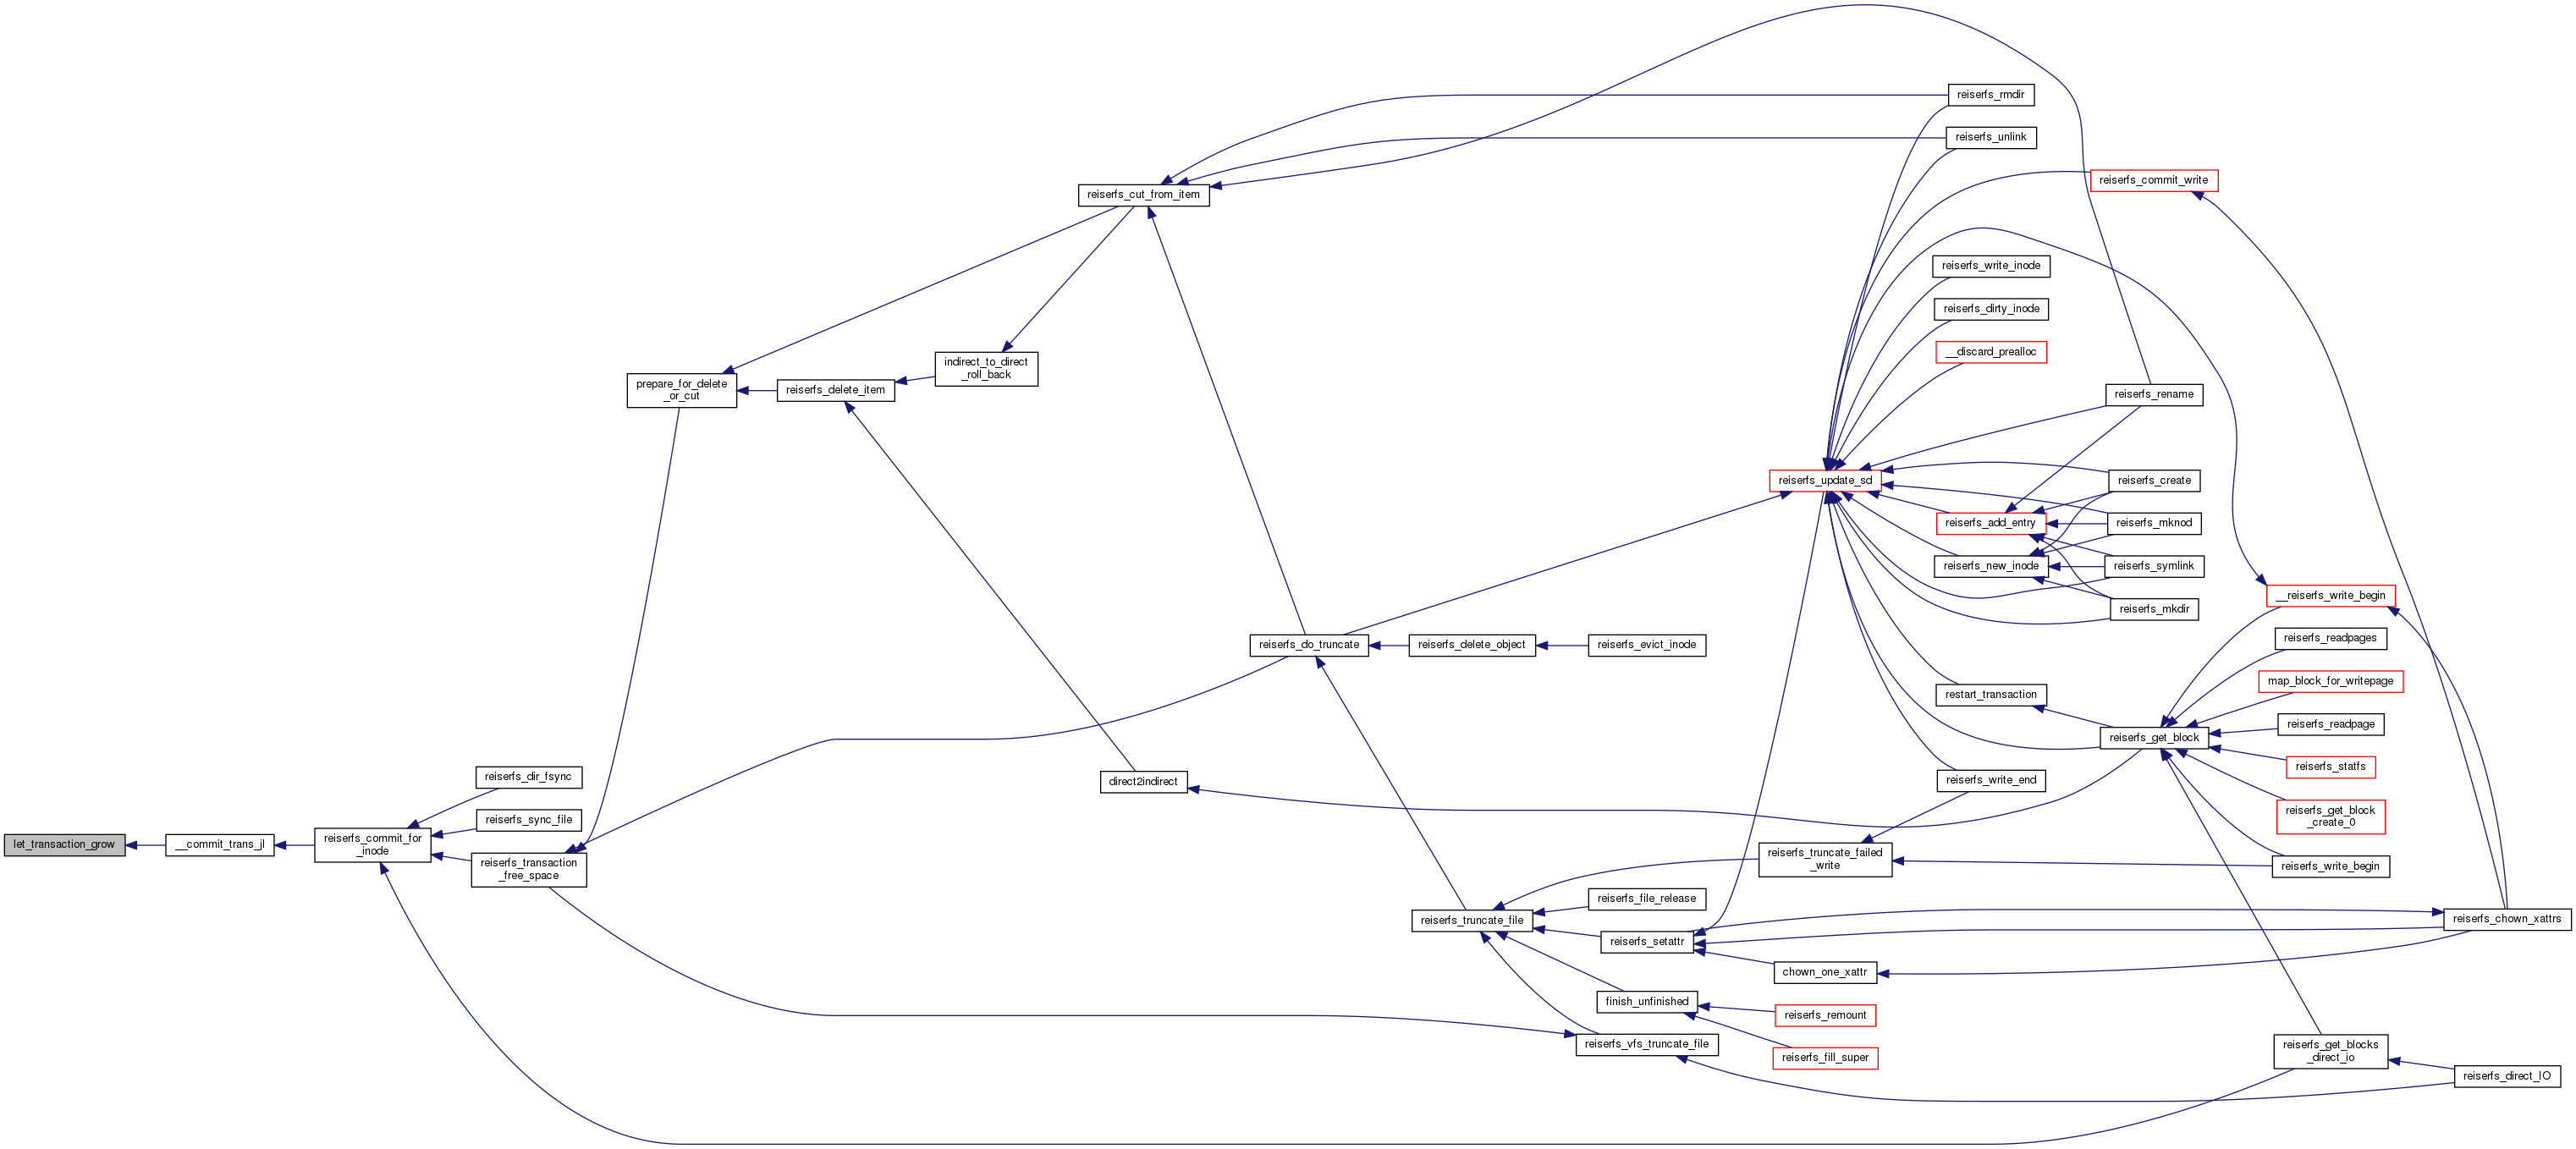 reiserfs_rmdir
reiserfs_unlink
reiserfs_commit_write
reiserfs_cut_from_item
reiserfs_write_inode
reiserfs_dirty_inode
__discard_prealloc
indirect_to_direct
_roll_back
prepare_for_delete
_or_cut
reiserfs_delete_item
reiserfs_rename
reiserfs_update_sd
reiserfs_create
reiserfs_add_entry
reiserfs_mknod
reiserfs_new_inode
reiserfs_symlink
__reiserfs_write_begin
reiserfs_mkdir
reiserfs_do_truncate
reiserfs_delete_object
reiserfs_evict_inode
reiserfs_readpages
map_block_for_writepage
restart_transaction
reiserfs_readpage
reiserfs_get_block
reiserfs_statfs
reiserfs_dir_fsync
direct2indirect
reiserfs_write_end
reiserfs_get_block
_create_0
reiserfs_sync_file
let_transaction_grow
__commit_trans_jl
reiserfs_commit_for
_inode
reiserfs_transaction
_free_space
reiserfs_truncate_failed
_write
reiserfs_write_begin
reiserfs_file_release
reiserfs_truncate_file
reiserfs_chown_xattrs
reiserfs_setattr
chown_one_xattr
finish_unfinished
reiserfs_remount
reiserfs_vfs_truncate_file
reiserfs_fill_super
reiserfs_get_blocks
_direct_io
reiserfs_direct_IO